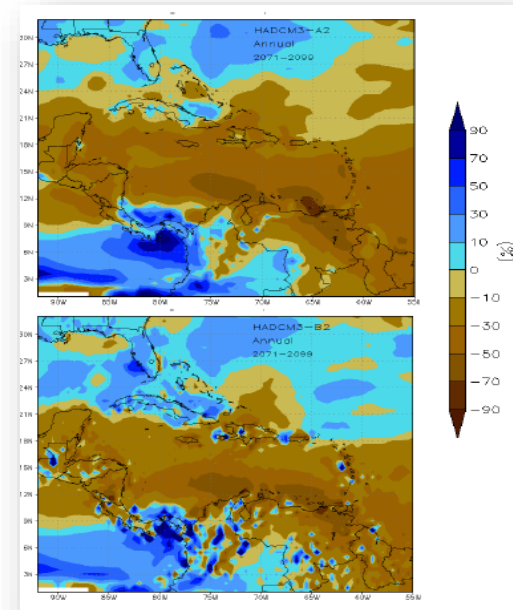 HADCM3-A2
Annual
2071-2099
30N
27N
24N
21N
18N
15N
12N
9N
6N
3N
90W 85W 80W 75W 70W 65W 60W 55W
HADCM3-B2
Annual
2071-2099
30N
27N
24N
21N
18N
15N
12N
9N
6N
3N
90W 85W 80W 75W 70W 65W 60W 55W
90
70
50
30
10
0
-10
-30
-50
-70
-90
(%)